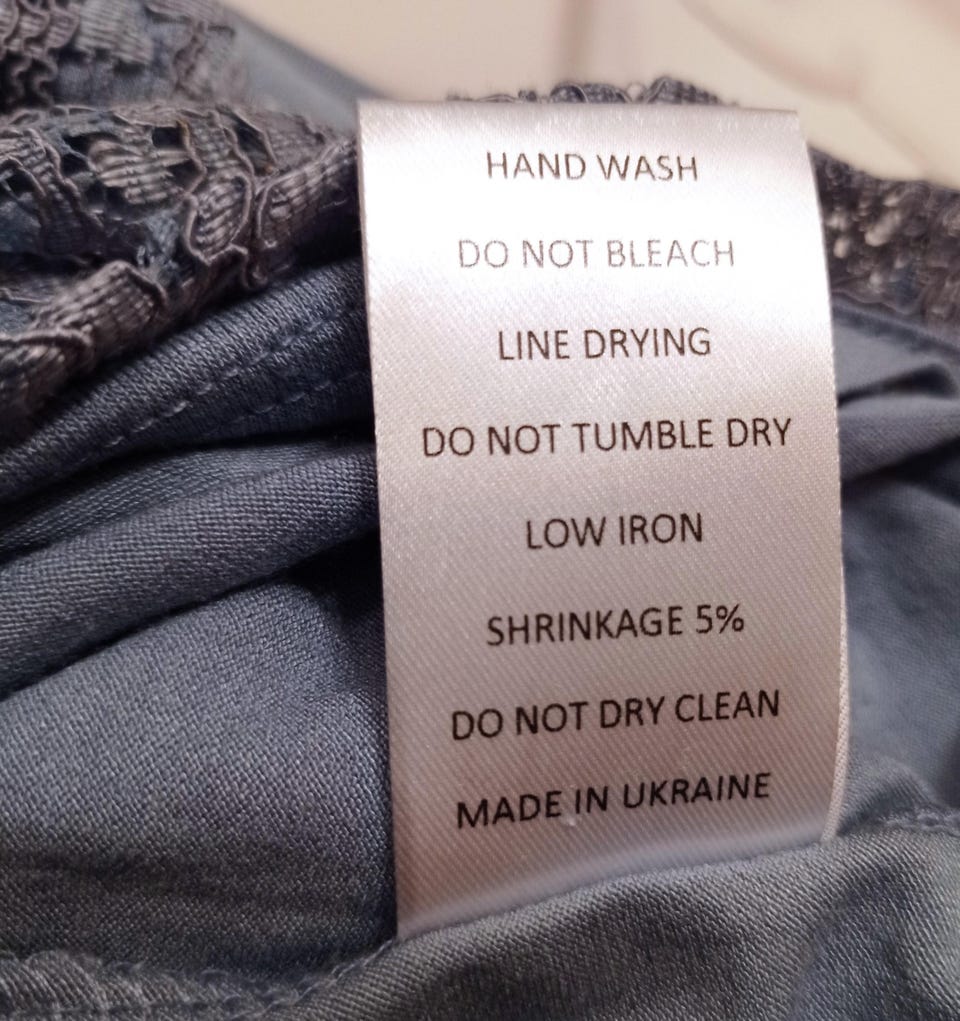 HAND WASH
DO NOT BLEACH
LINE DRYING
DO NOT TUMBLE DRY
LOW IRON
SHRINKAGE 5%
DO NOT DRY CLEAN
MADE IN UKRAINE